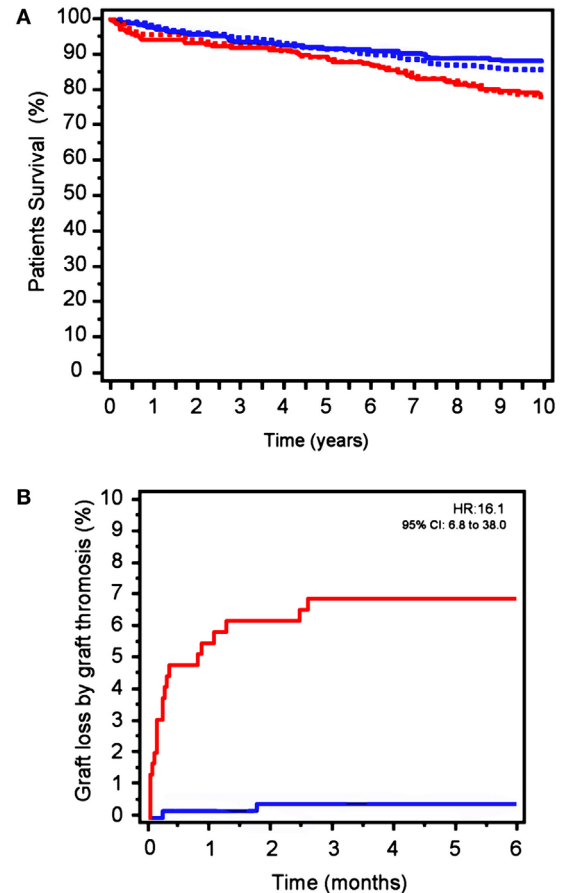 A
Patients Survival (%)
100
90
80
70
60
50
40
30
20
10
0
0 1 2 3 4 5 6 7 8 9 10
Time (years)
B
Graft loss by graft thromosis (%)
10
9
8
7
6
5
4
3
2
1
0
HR:16.1
95% CI: 6.8 to 38.0
0 1 2 3 4 5 6
Time (months)